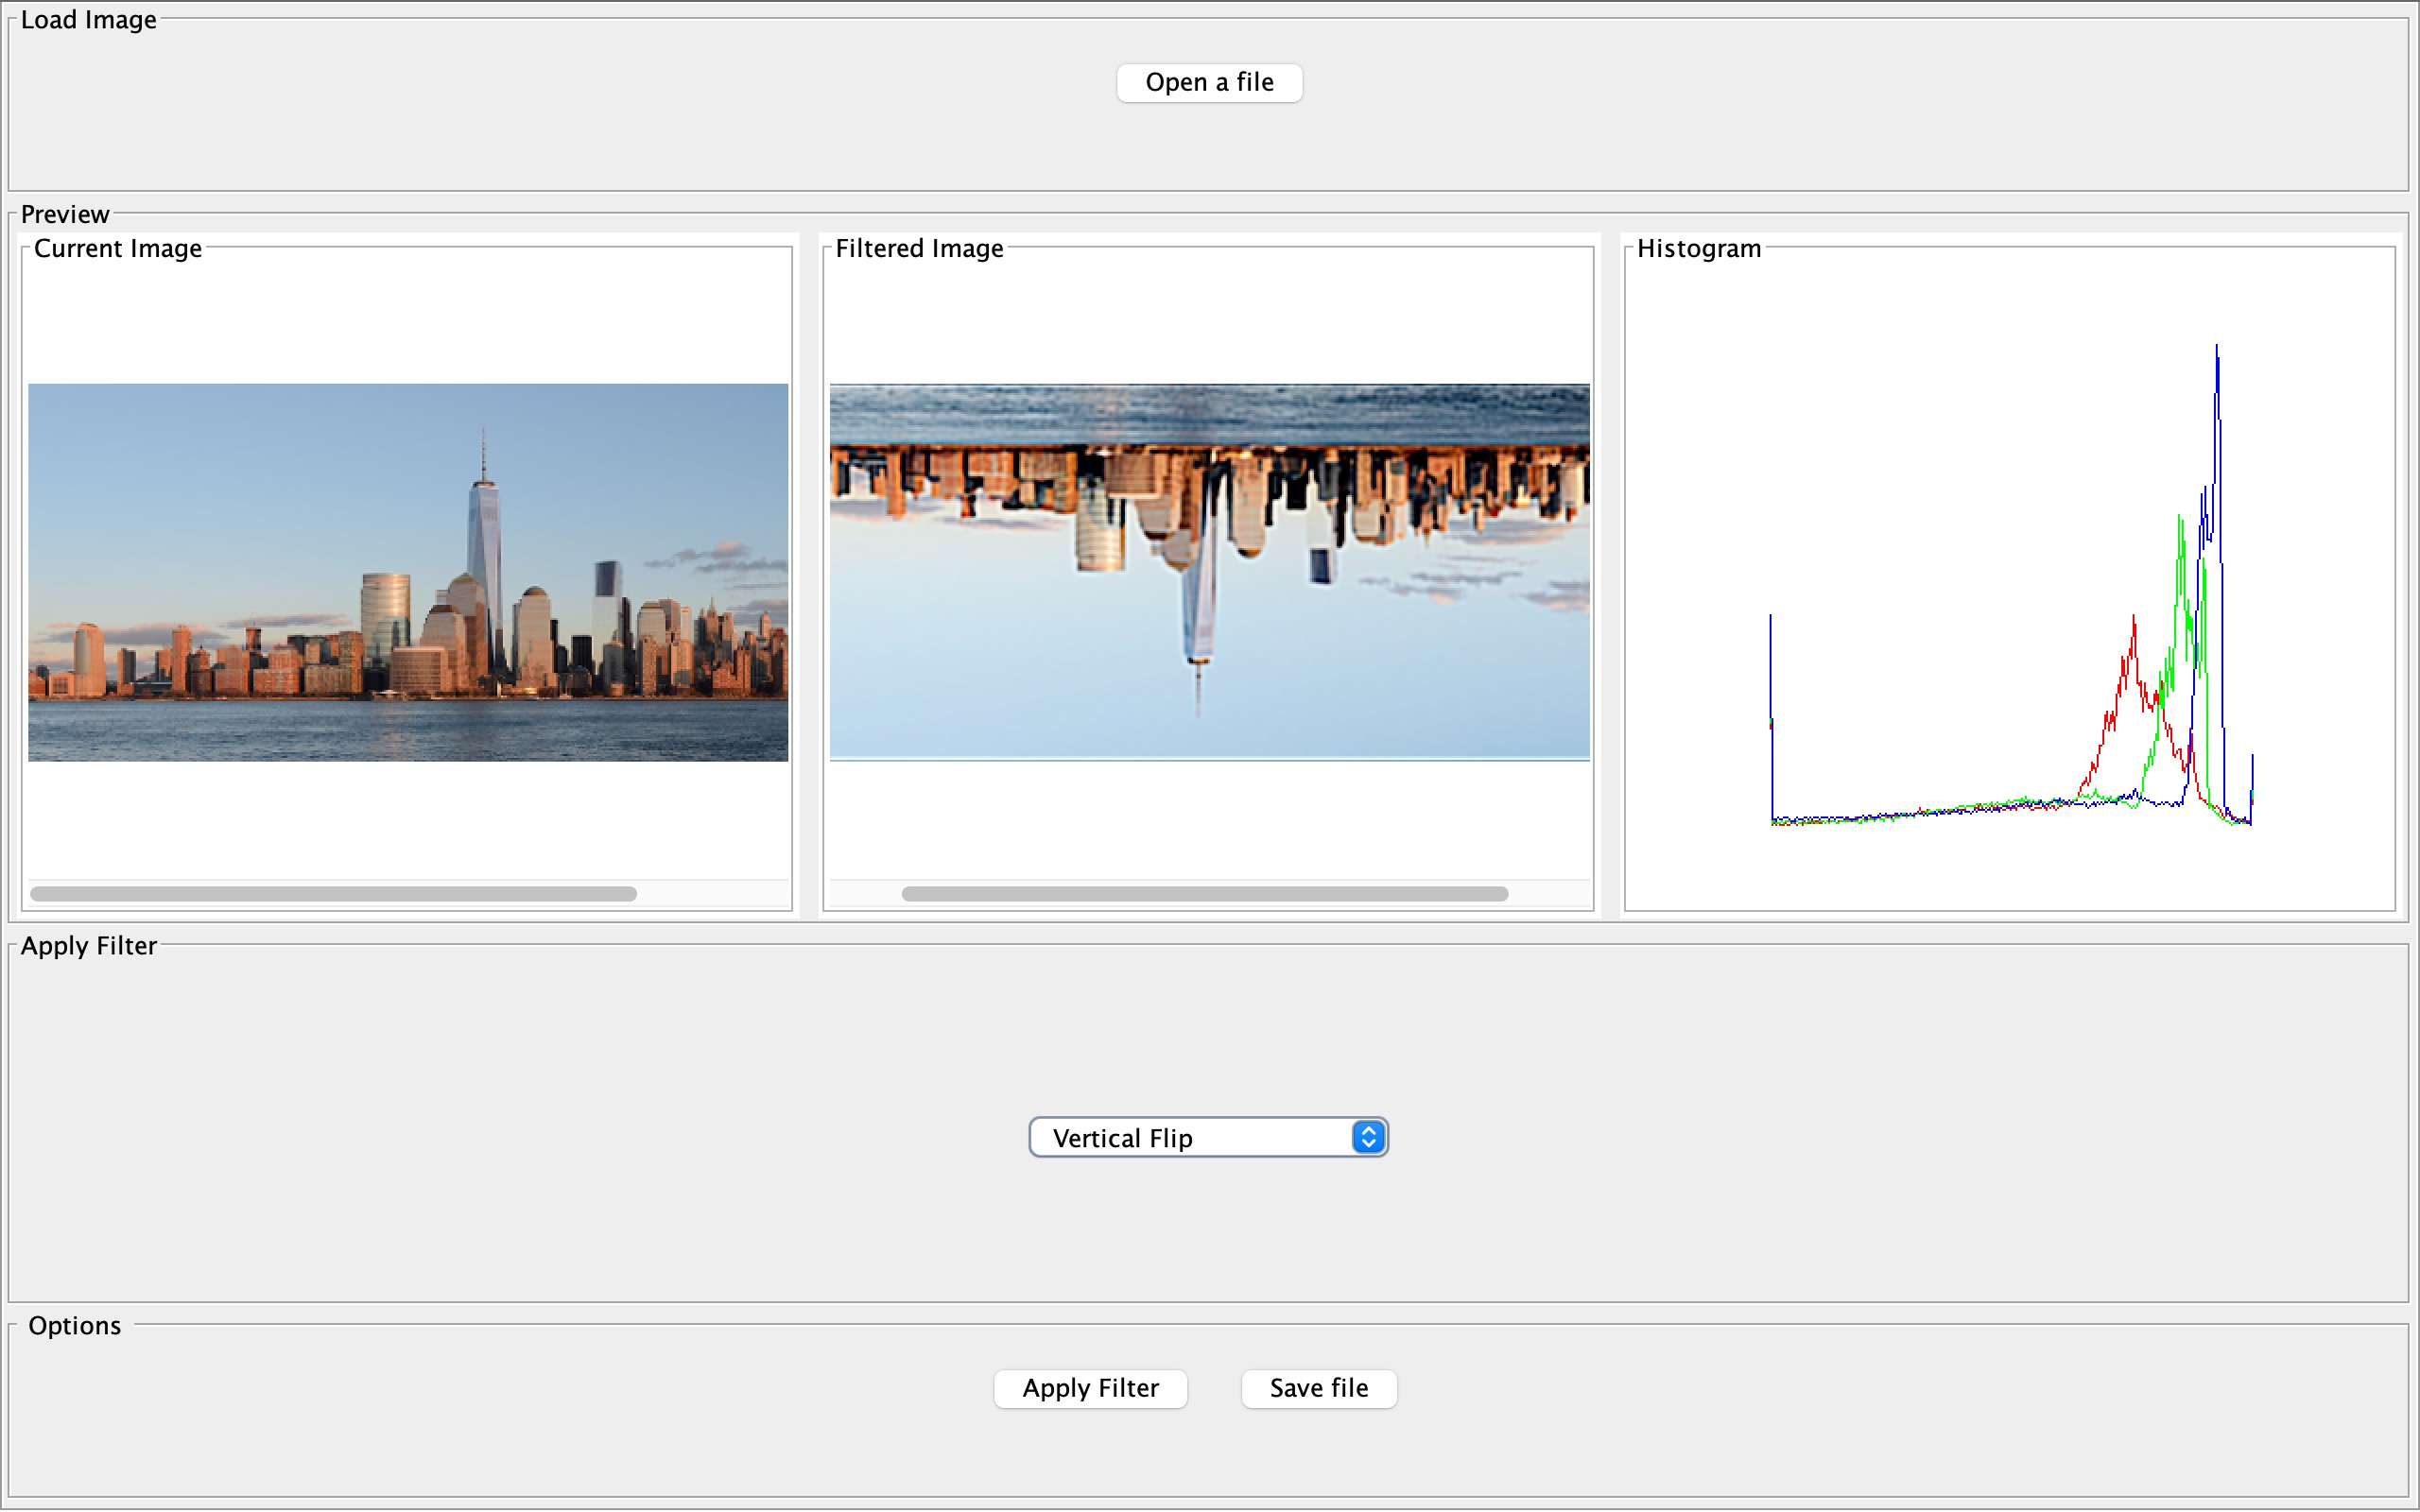 Load Image
Open a file
Preview
Current Image
Filtered Image
Histogram
Apply Filter
Vertical Flip
Options
Apply Filter
Save file